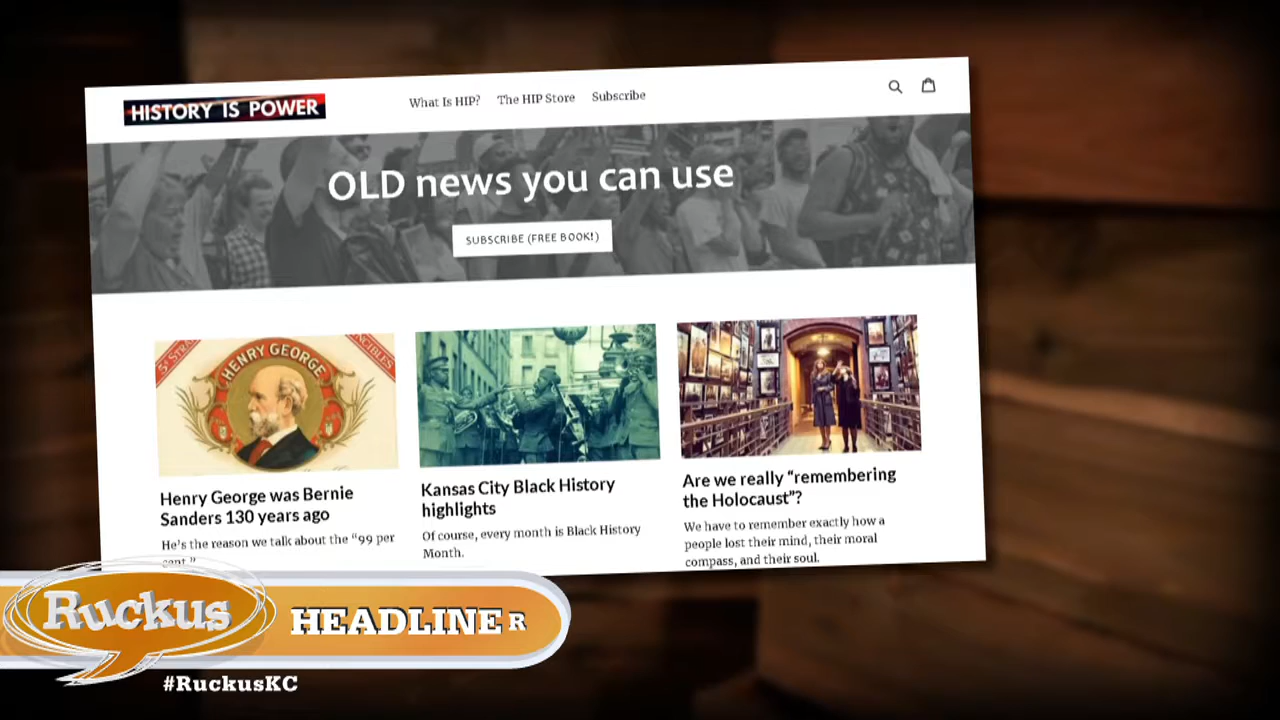 HISTORY IS POWER
What Is HIP? The HIP Store Subscribe
OLD news you can use
SUBSCRIBE (FREE BOOK!)
HENRY GEORGE
Henry George was Bernie
Sanders 130 years ago
He's the reason we talk about the “99 per
cent.”
Kansas City Black History
highlights
Of course, every month is Black History
Month.
Are we really “remembering
the Holocaust”?
We have to remember exactly how a
people lost their mind, their moral
compass, and their soul.
Ruckus
HEADLINER
#RuckusKC